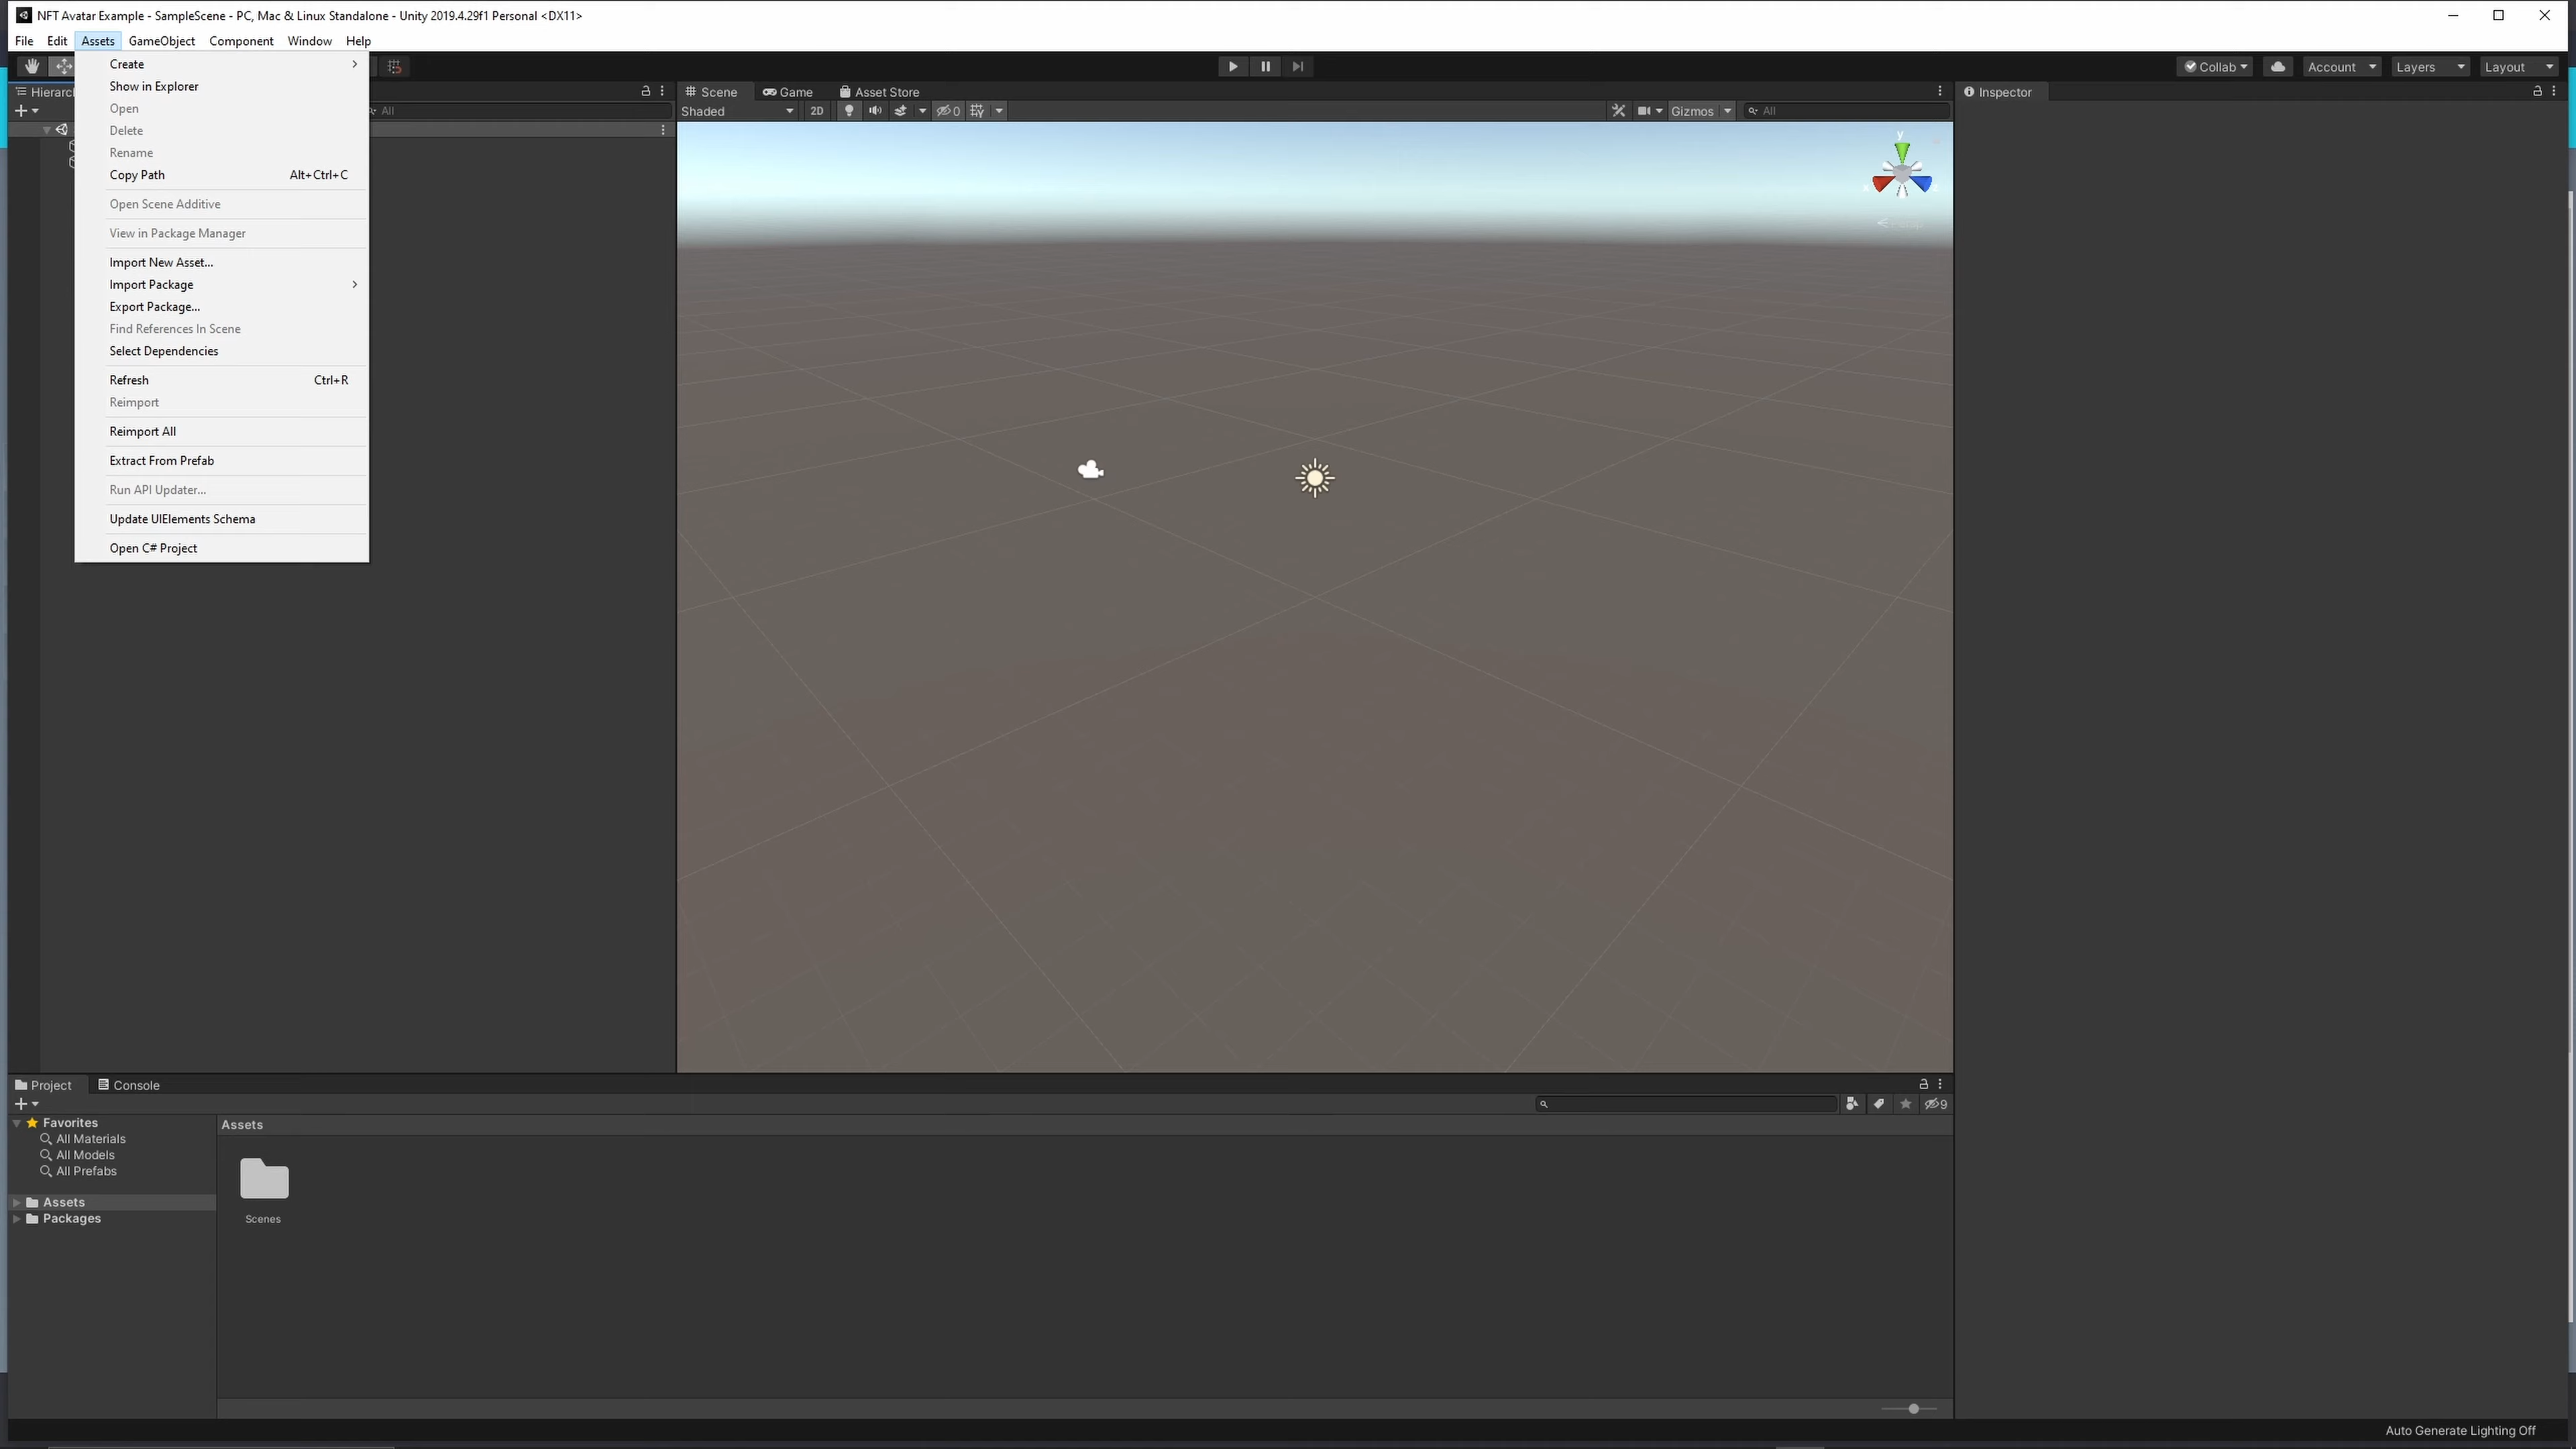 NFT Avatar Example - SampleScene - PC, Mac & Linux Standalone - Unity 2019.4.29f1 Personal <DX11>
File Edit Assets GameObject Component Window Help
Collab Account Layers Layout
Create
Show in Explorer
Open
Delete
Rename
Copy Path Alt+Ctrl+C
Open Scene Additive
View in Package Manager
Import New Asset...
Import Package
Export Package...
Find References In Scene
Select Dependencies
Refresh Ctrl+R
Reimport
Reimport All
Extract From Prefab
Run API Updater...
Update UIElements Schema
Open C# Project
Hierarc
All
Scene Game Asset Store
Shaded 2D 0 Gizmos All
y
Inspector
Project Console
9
Favorites
All Materials
All Models
All Prefabs
Assets
Packages
Assets
Scenes
Auto Generate Lighting Off